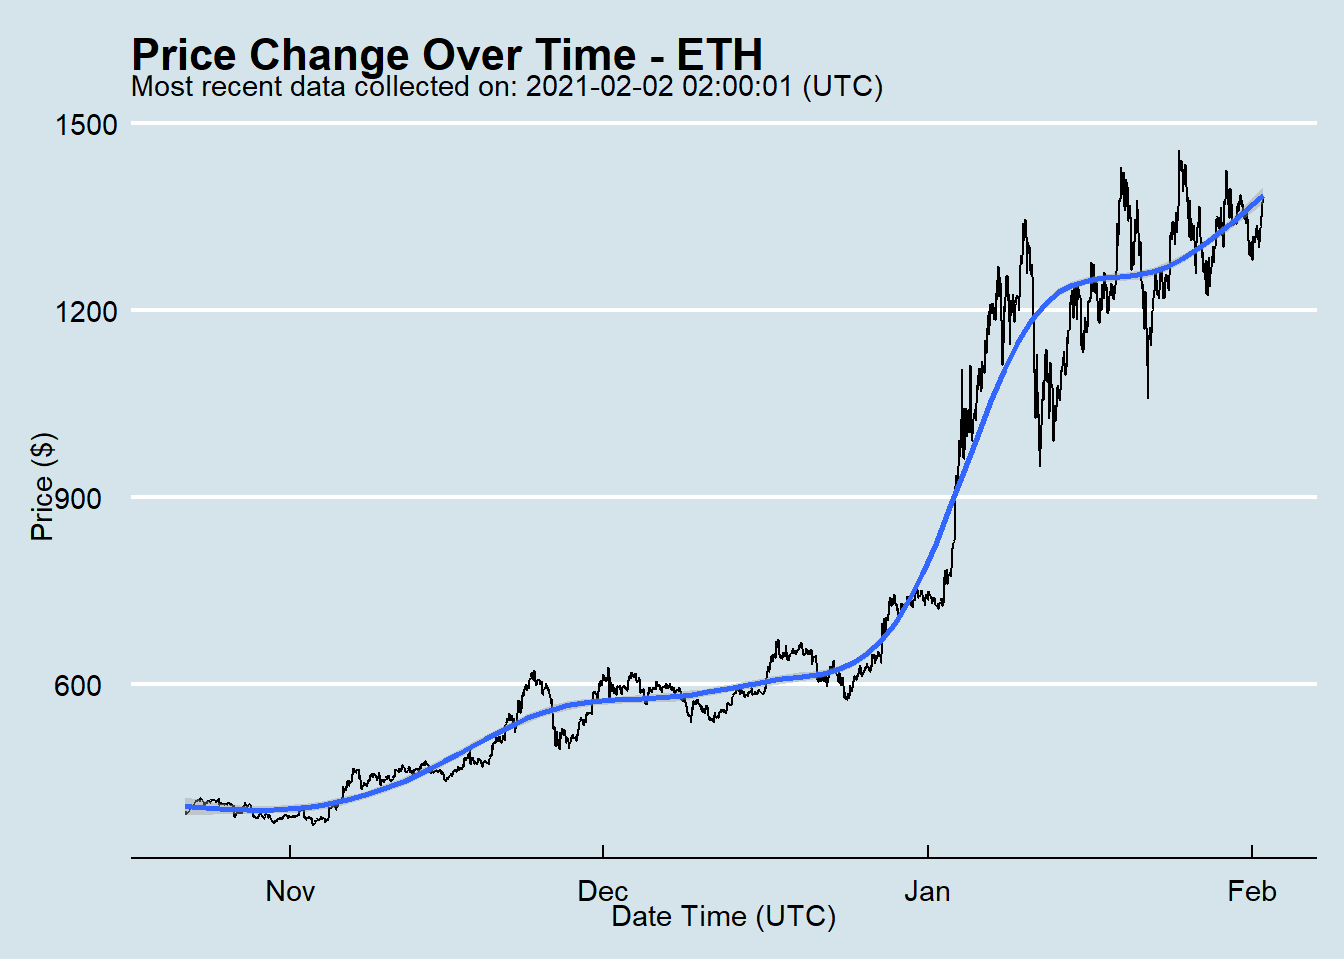 Price Change Over Time - ETH
Most recent data collected on: 2021-02-02 02:00:01 (UTC)
1500
1200
900
600
Price ($)
Nov Dec Jan Feb
Date Time (UTC)